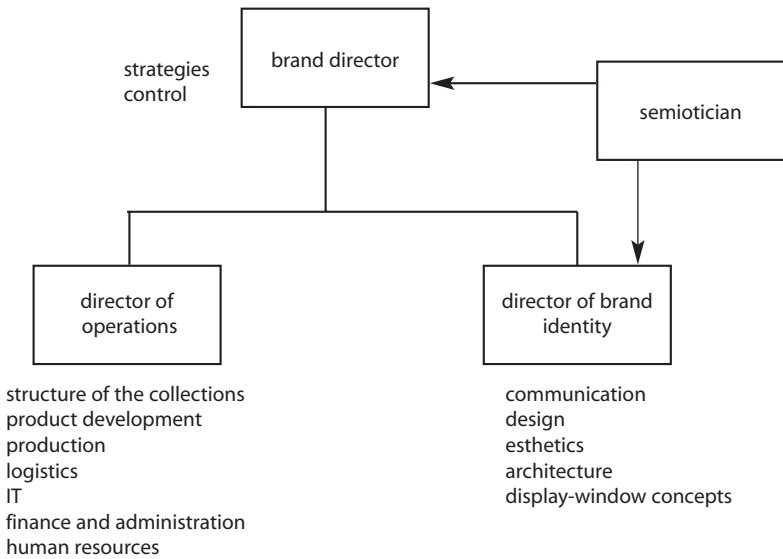 brand director
strategies
control
semiotician
director of
operations
director of brand
identity
structure of the collections
product development
production
logistics
IT
finance and administration
human resources
communication
design
esthetics
architecture
display-window concepts